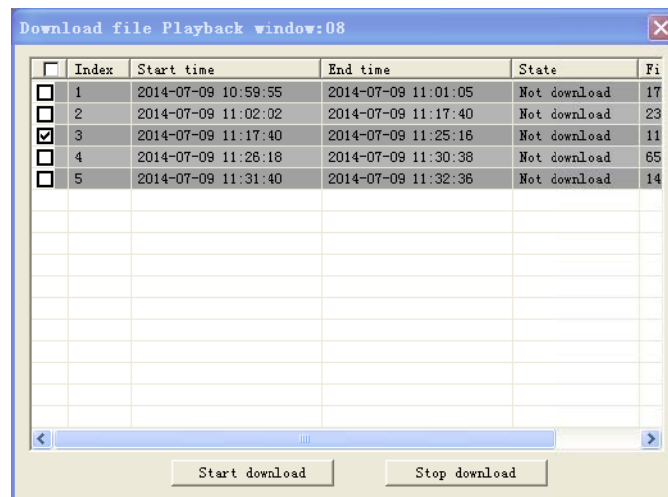 Download file Playback window:08
Index Start time End time State Fi
1 2014-07-09 10:59:55 2014-07-09 11:01:05 Not download 17
2 2014-07-09 11:02:02 2014-07-09 11:17:40 Not download 23
3 2014-07-09 11:17:40 2014-07-09 11:25:16 Not download 11
4 2014-07-09 11:26:18 2014-07-09 11:30:38 Not download 65
5 2014-07-09 11:31:40 2014-07-09 11:32:36 Not download 14
Start download Stop download